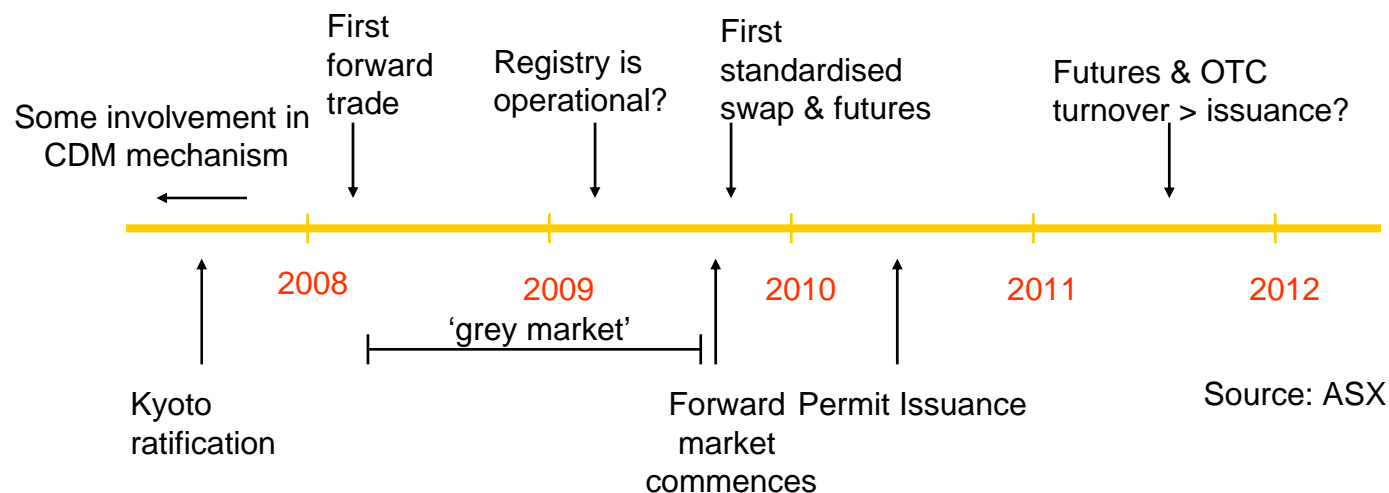 First
forward
trade
Registry is
operational?
First
standardised
swap & futures
Futures & OTC
turnover > issuance?
Some involvement in
CDM mechanism
2008
2009
2010
2011
2012
‘grey market’
Kyoto
ratification
Forward
market
commences
Permit Issuance
Source: ASX